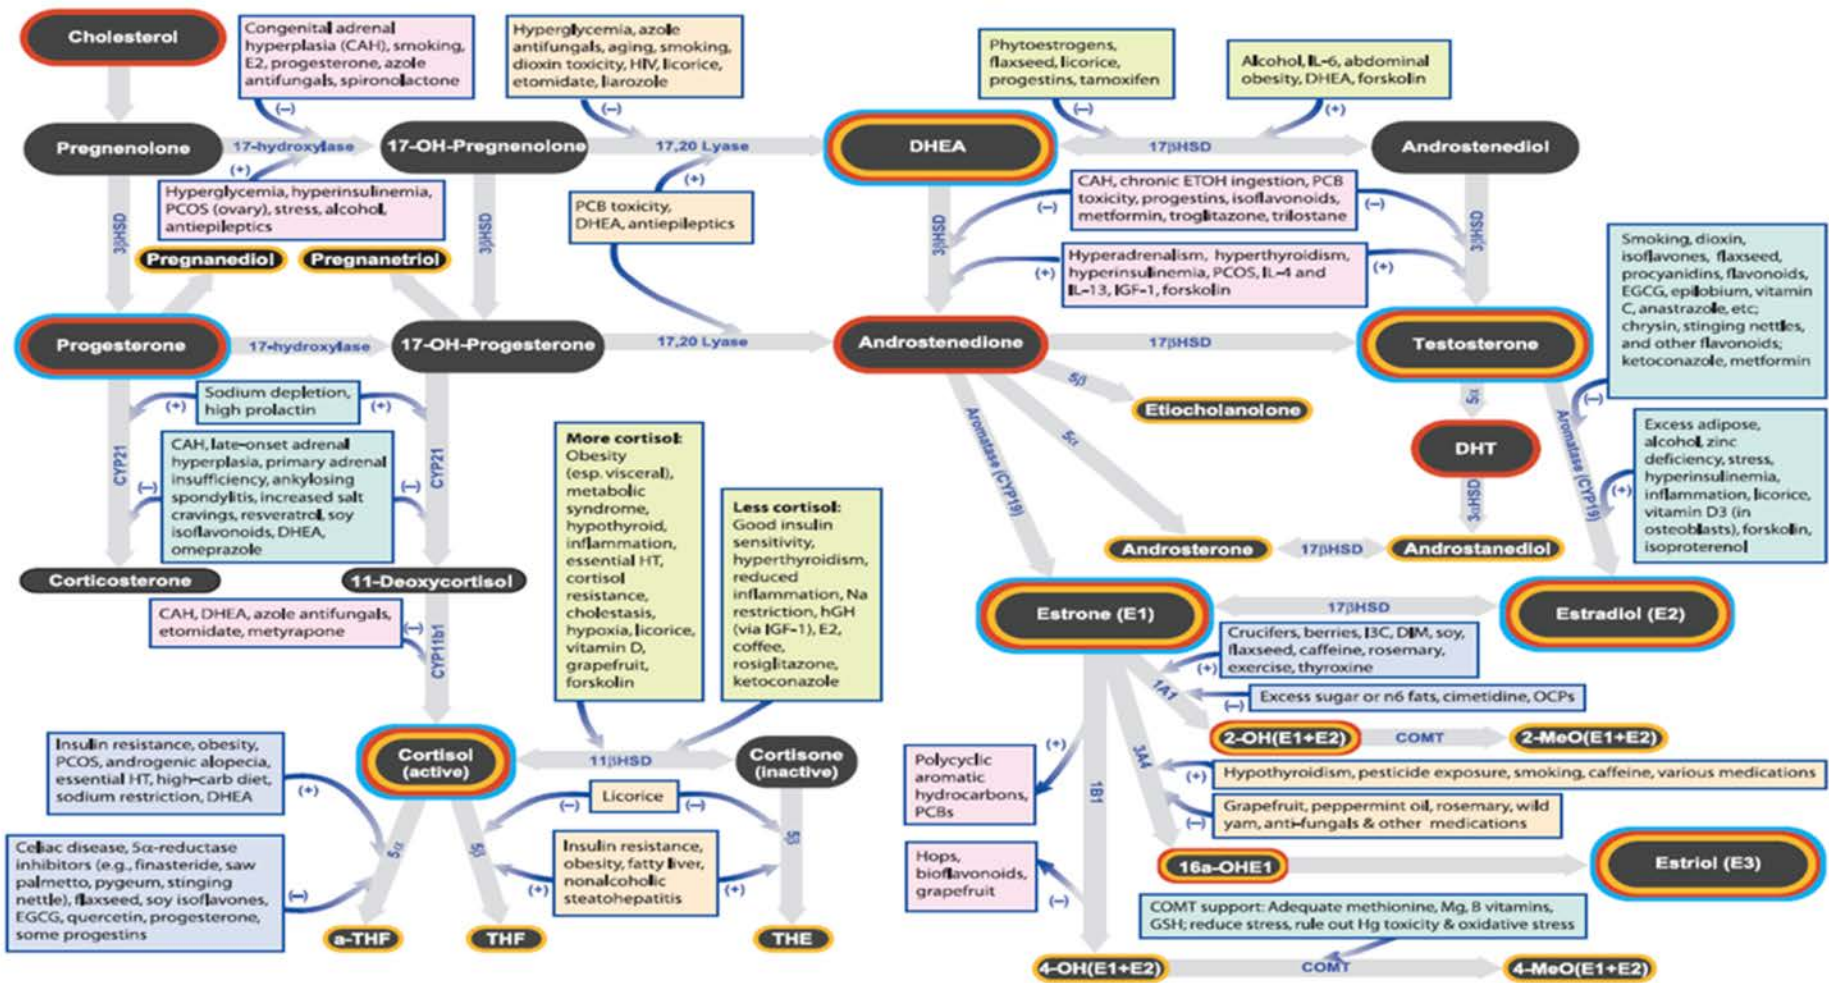 Cholesterol
Congenital adrenal
hyperplasia (CAH), smoking,
E2, progesterone, azole
antifungals, spironolactone
(−)
Hyperglycemia, azole
antifungals, aging, smoking,
dioxin toxicity, HIV, licorice,
etomidate, liarozole
(−)
Phytoestrogens,
flaxseed, licorice,
progestins, tamoxifen
(−)
Alcohol, IL-6, abdominal
obesity, DHEA, forskolin
(+)
Pregnenolone
17-hydroxylase
17-OH-Pregnenolone
17,20 Lyase
DHEA
17βHSD
Androstenediol
(+)
Hyperglycemia, hyperinsulinemia,
PCOS (ovary), stress, alcohol,
antiepileptics
(+)
PCB toxicity,
DHEA, antiepileptics
CAH, chronic ETOH ingestion, PCB
toxicity, progestins, isoflavonoids,
metformin, troglitazone, trilostane
(−)
(−)
3βHSD
3βHSD
3βHSD
3βHSD
Hyperadrenalism, hyperthyroidism,
hyperinsulinemia, PCOS, IL-4 and
IL-13, IGF-1, forskolin
(+)
(+)
Pregnanediol
Pregnanetriol
Smoking, dioxin,
isoflavones, flaxseed,
procyanidins, flavonoids,
EGCG, epilobium, vitamin
C, anastrazole, etc;
chrysin, stinging nettles,
and other flavonoids;
ketoconazole, metformin
(−)
Progesterone
17-hydroxylase
17-OH-Progesterone
17,20 Lyase
Androstenedione
17βHSD
Testosterone
Sodium depletion,
high prolactin
(+)
(+)
CYP21
CYP21
CAH, late-onset adrenal
hyperplasia, primary adrenal
insufficiency, ankylosing
spondylitis, increased salt
cravings, resveratrol, soy
isoflavonoids, DHEA,
omeprazole
(−)
(−)
5β
Etiocholanolone
5α
Aromatase (CYP19)
5α
DHT
3αHSD
Aromatase (CYP19)
Excess adipose,
alcohol, zinc
deficiency, stress,
hyperinsulinemia,
inflammation, licorice,
vitamin D3 (in
osteoblasts), forskolin,
isoproterenol
(+)
More cortisol:
Obesity
(esp. visceral),
metabolic
syndrome,
hypothyroid,
inflammation,
essential HT,
cortisol
resistance,
cholestasis,
hypoxia, licorice,
vitamin D,
grapefruit,
forskolin
Less cortisol:
Good insulin
sensitivity,
hyperthyroidism,
reduced
inflammation, Na
restriction, hGH
(via IGF-1), E2,
coffee,
rosiglitazone,
ketoconazole
Androsterone
17βHSD
Androstanediol
Corticosterone
11-Deoxycortisol
CAH, DHEA, azole antifungals,
etomidate, metyrapone
(−)
CYP11b1
Estrone (E1)
17βHSD
Estradiol (E2)
Crucifers, berries, I3C, DIM, soy,
flaxseed, caffeine, rosemary,
exercise, thyroxine
(+)
1A1
Excess sugar or n6 fats, cimetidine, OCPs
(−)
2-OH(E1+E2)
COMT
2-MeO(E1+E2)
Insulin resistance, obesity,
PCOS, androgenic alopecia,
essential HT, high-carb diet,
sodium restriction, DHEA
(+)
Cortisol
(active)
11βHSD
Cortisone
(inactive)
Licorice
(−)
(−)
Polycyclic
aromatic
hydrocarbons,
PCBs
(+)
1B1
3A4
Hypothyroidism, pesticide exposure, smoking, caffeine, various medications
(+)
Grapefruit, peppermint oil, rosemary, wild
yam, anti-fungals & other medications
(−)
Celiac disease, 5α-reductase
inhibitors (e.g., finasteride, saw
palmetto, pygeum, stinging
nettle), flaxseed, soy isoflavones,
EGCG, quercetin, progesterone,
some progestins
(−)
5α
5β
5β
Insulin resistance,
obesity, fatty liver,
nonalcoholic
steatohepatitis
(+)
(+)
Hops,
bioflavonoids,
grapefruit
(−)
16a-OHE1
Estriol (E3)
COMT support: Adequate methionine, Mg, B vitamins,
GSH; reduce stress, rule out Hg toxicity & oxidative stress
a-THF
THF
THE
4-OH(E1+E2)
COMT
4-MeO(E1+E2)